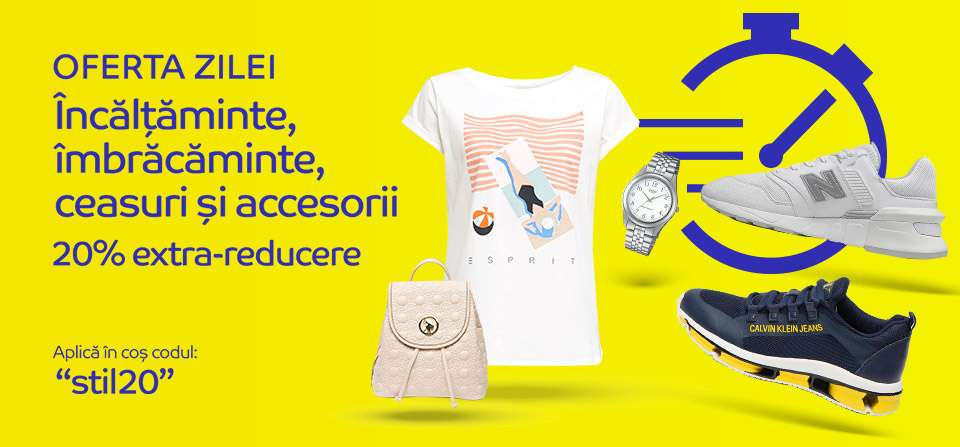 OFERTA ZILEI
Încălțăminte,
îmbrăcăminte,
ceasuri și accesorii
20% extra-reducere
Aplică în coș codul:
“stil20”
ESPRIT
N
CALVIN KLEIN JEANS